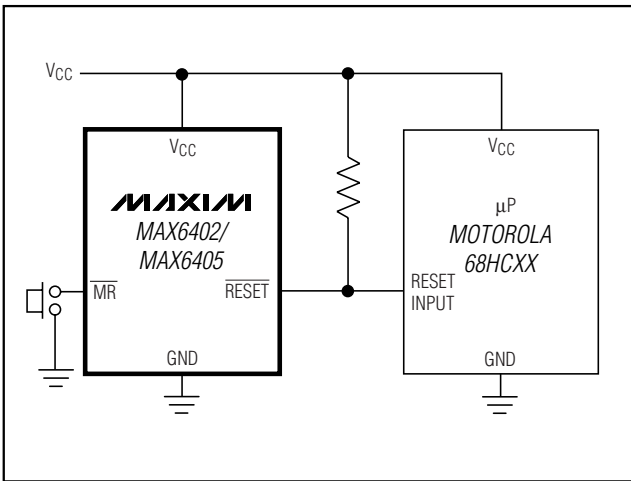 VCC
VCC
MAXIM
MAX6402/
MAX6405
MR
RESET
GND
VCC
µP
MOTOROLA
68HCXX
RESET
INPUT
GND